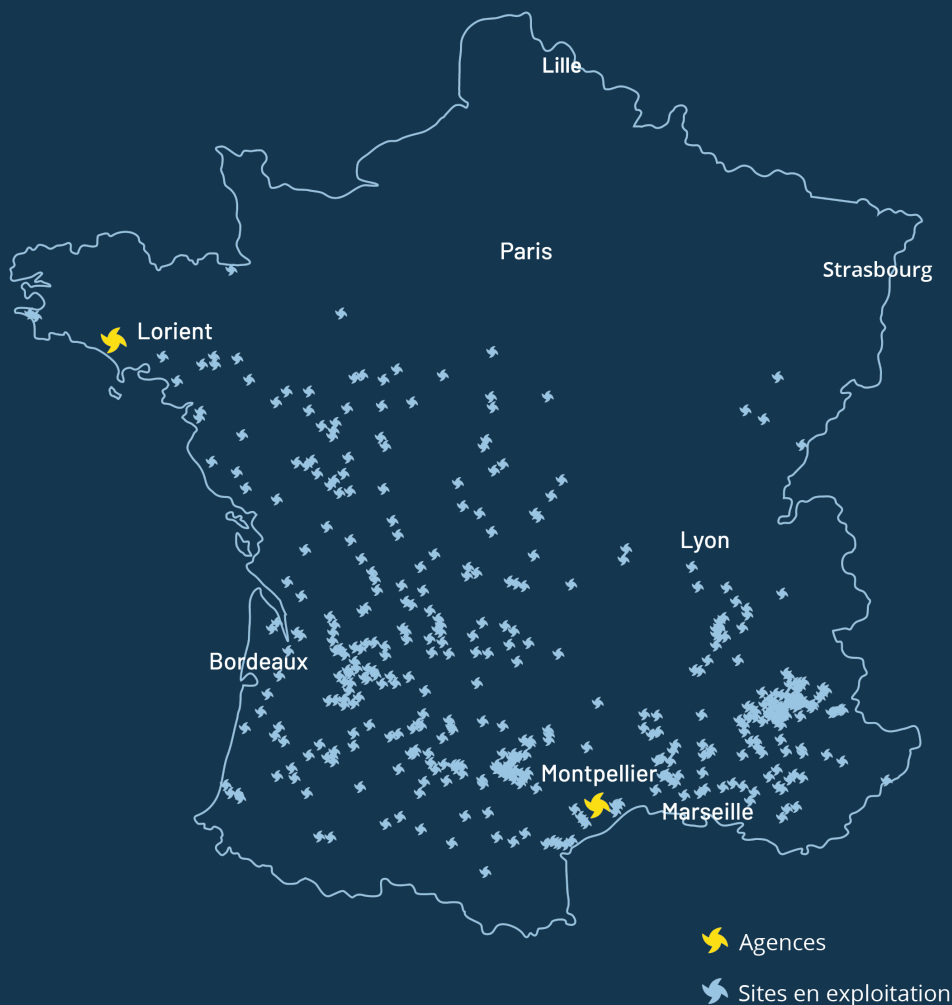 Lille
Paris
Strasbourg
Lorient
Lyon
Bordeaux
Montpellier
Marseille
Agences
Sites en exploitation